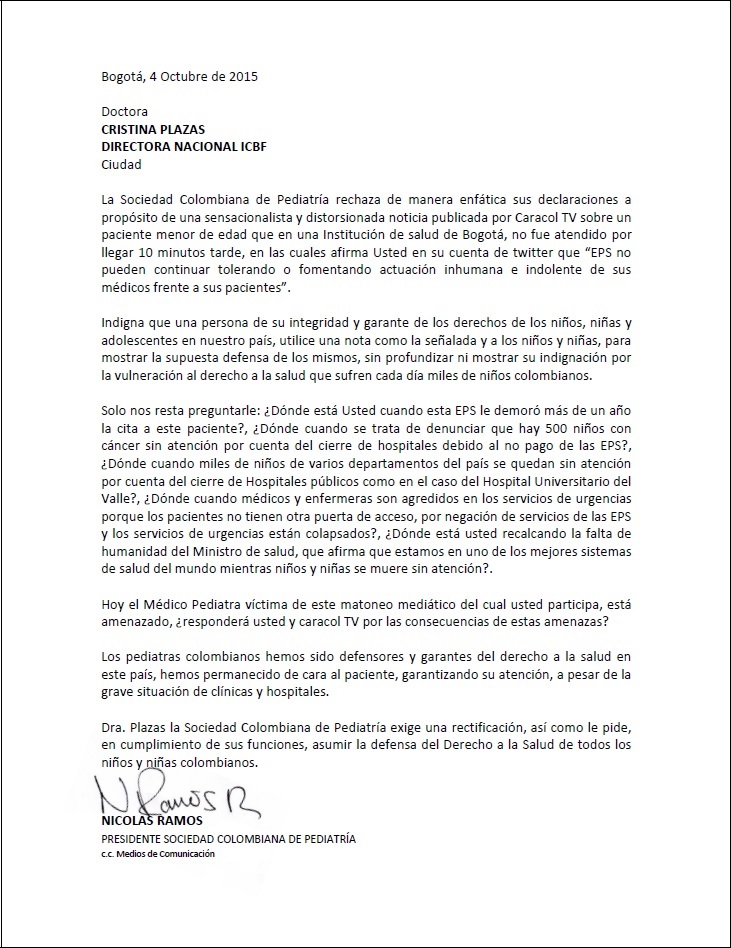 Bogotá, 4 Octubre de 2015
Doctora
CRISTINA PLAZAS
DIRECTORA NACIONAL ICBF
Ciudad
La Sociedad Colombiana de Pediatría rechaza de manera enfática sus declaraciones a
propósito de una sensacionalista y distorsionada noticia publicada por Caracol TV sobre un
paciente menor de edad que en una Institución de salud de Bogotá, no fue atendido por
llegar 10 minutos tarde, en las cuales afirma Usted en su cuenta de twitter que “EPS no
pueden continuar tolerando o fomentando actuación inhumana e indolente de sus
médicos frente a sus pacientes”.
Indigna que una persona de su integridad y garante de los derechos de los niños, niñas y
adolescentes en nuestro país, utilice una nota como la señalada y a los niños y niñas, para
mostrar la supuesta defensa de los mismos, sin profundizar ni mostrar su indignación por
la vulneración al derecho a la salud que sufren cada día miles de niños colombianos.
Solo nos resta preguntarle: ¿Dónde está Usted cuando esta EPS le demoró más de un año
la cita a este paciente?, ¿Dónde cuando se trata de denunciar que hay 500 niños con
cáncer sin atención por cuenta del cierre de hospitales debido al no pago de las EPS?,
¿Dónde cuando miles de niños de varios departamentos del país se quedan sin atención
por cuenta del cierre de Hospitales públicos como en el caso del Hospital Universitario del
Valle?, ¿Dónde cuando médicos y enfermeras son agredidos en los servicios de urgencias
porque los pacientes no tienen otra puerta de acceso, por negación de servicios de las EPS
y los servicios de urgencias están colapsados?, ¿Dónde está usted recalcando la falta de
humanidad del Ministro de salud, que afirma que estamos en uno de los mejores sistemas
de salud del mundo mientras niños y niñas se muere sin atención?.
Hoy el Médico Pediatra víctima de este matoneo mediático del cual usted participa, está
amenazado, ¿responderá usted y caracol TV por las consecuencias de estas amenazas?
Los pediatras colombianos hemos sido defensores y garantes del derecho a la salud en
este país, hemos permanecido de cara al paciente, garantizando su atención, a pesar de la
grave situación de clínicas y hospitales.
Dra. Plazas la Sociedad Colombiana de Pediatría exige una rectificación, así como le pide,
en cumplimiento de sus funciones, asumir la defensa del Derecho a la Salud de todos los
niños y niñas colombianos.
N Ramos R
NICOLAS RAMOS
PRESIDENTE SOCIEDAD COLOMBIANA DE PEDIATRÍA
c.c. Medios de Comunicación